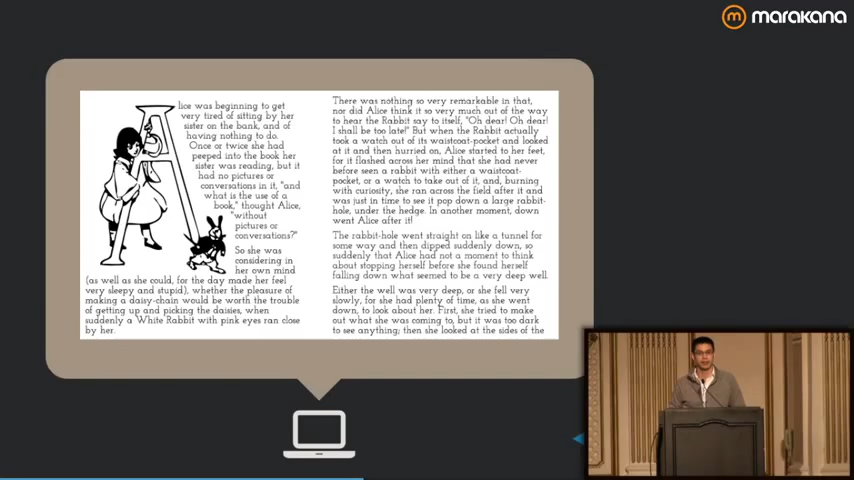 marakana
lice was beginning to get
very tired of sitting by her
sister on the bank, and of
having nothing to do.
Once or twice she had
peeped into the book her
sister was reading, but it
had no pictures or
conversations in it, "and
what is the use of a
book," thought Alice,
"without
pictures or
conversations?"
So she was
considering in
her own mind
(as well as she could, for the day made her feel
very sleepy and stupid), whether the pleasure of
making a daisy-chain would be worth the trouble
of getting up and picking the daisies, when
suddenly a White Rabbit with pink eyes ran close
by her.
There was nothing so very remarkable in that,
nor did Alice think it so very much out of the way
to hear the Rabbit say to itself, "Oh dear! Oh dear!
I shall be too late!" But when the Rabbit actually
took a watch out of its waistcoat-pocket and looked
at it and then hurried on, Alice started to her feet,
for it flashed across her mind that she had never
before seen a rabbit with either a waistcoat-
pocket, or a watch to take out of it, and, burning
with curiosity, she ran across the field after it and
was just in time to see it pop down a large rabbit-
hole, under the hedge. In another moment, down
went Alice after it!
The rabbit-hole went straight on like a tunnel for
some way and then dipped suddenly down, so
suddenly that Alice had not a moment to think
about stopping herself before she found herself
falling down what seemed to be a very deep well.
Either the well was very deep, or she fell very
slowly, for she had plenty of time, as she went
down, to look about her. First, she tried to make
out what she was coming to, but it was too dark
to see anything; then she looked at the sides of the